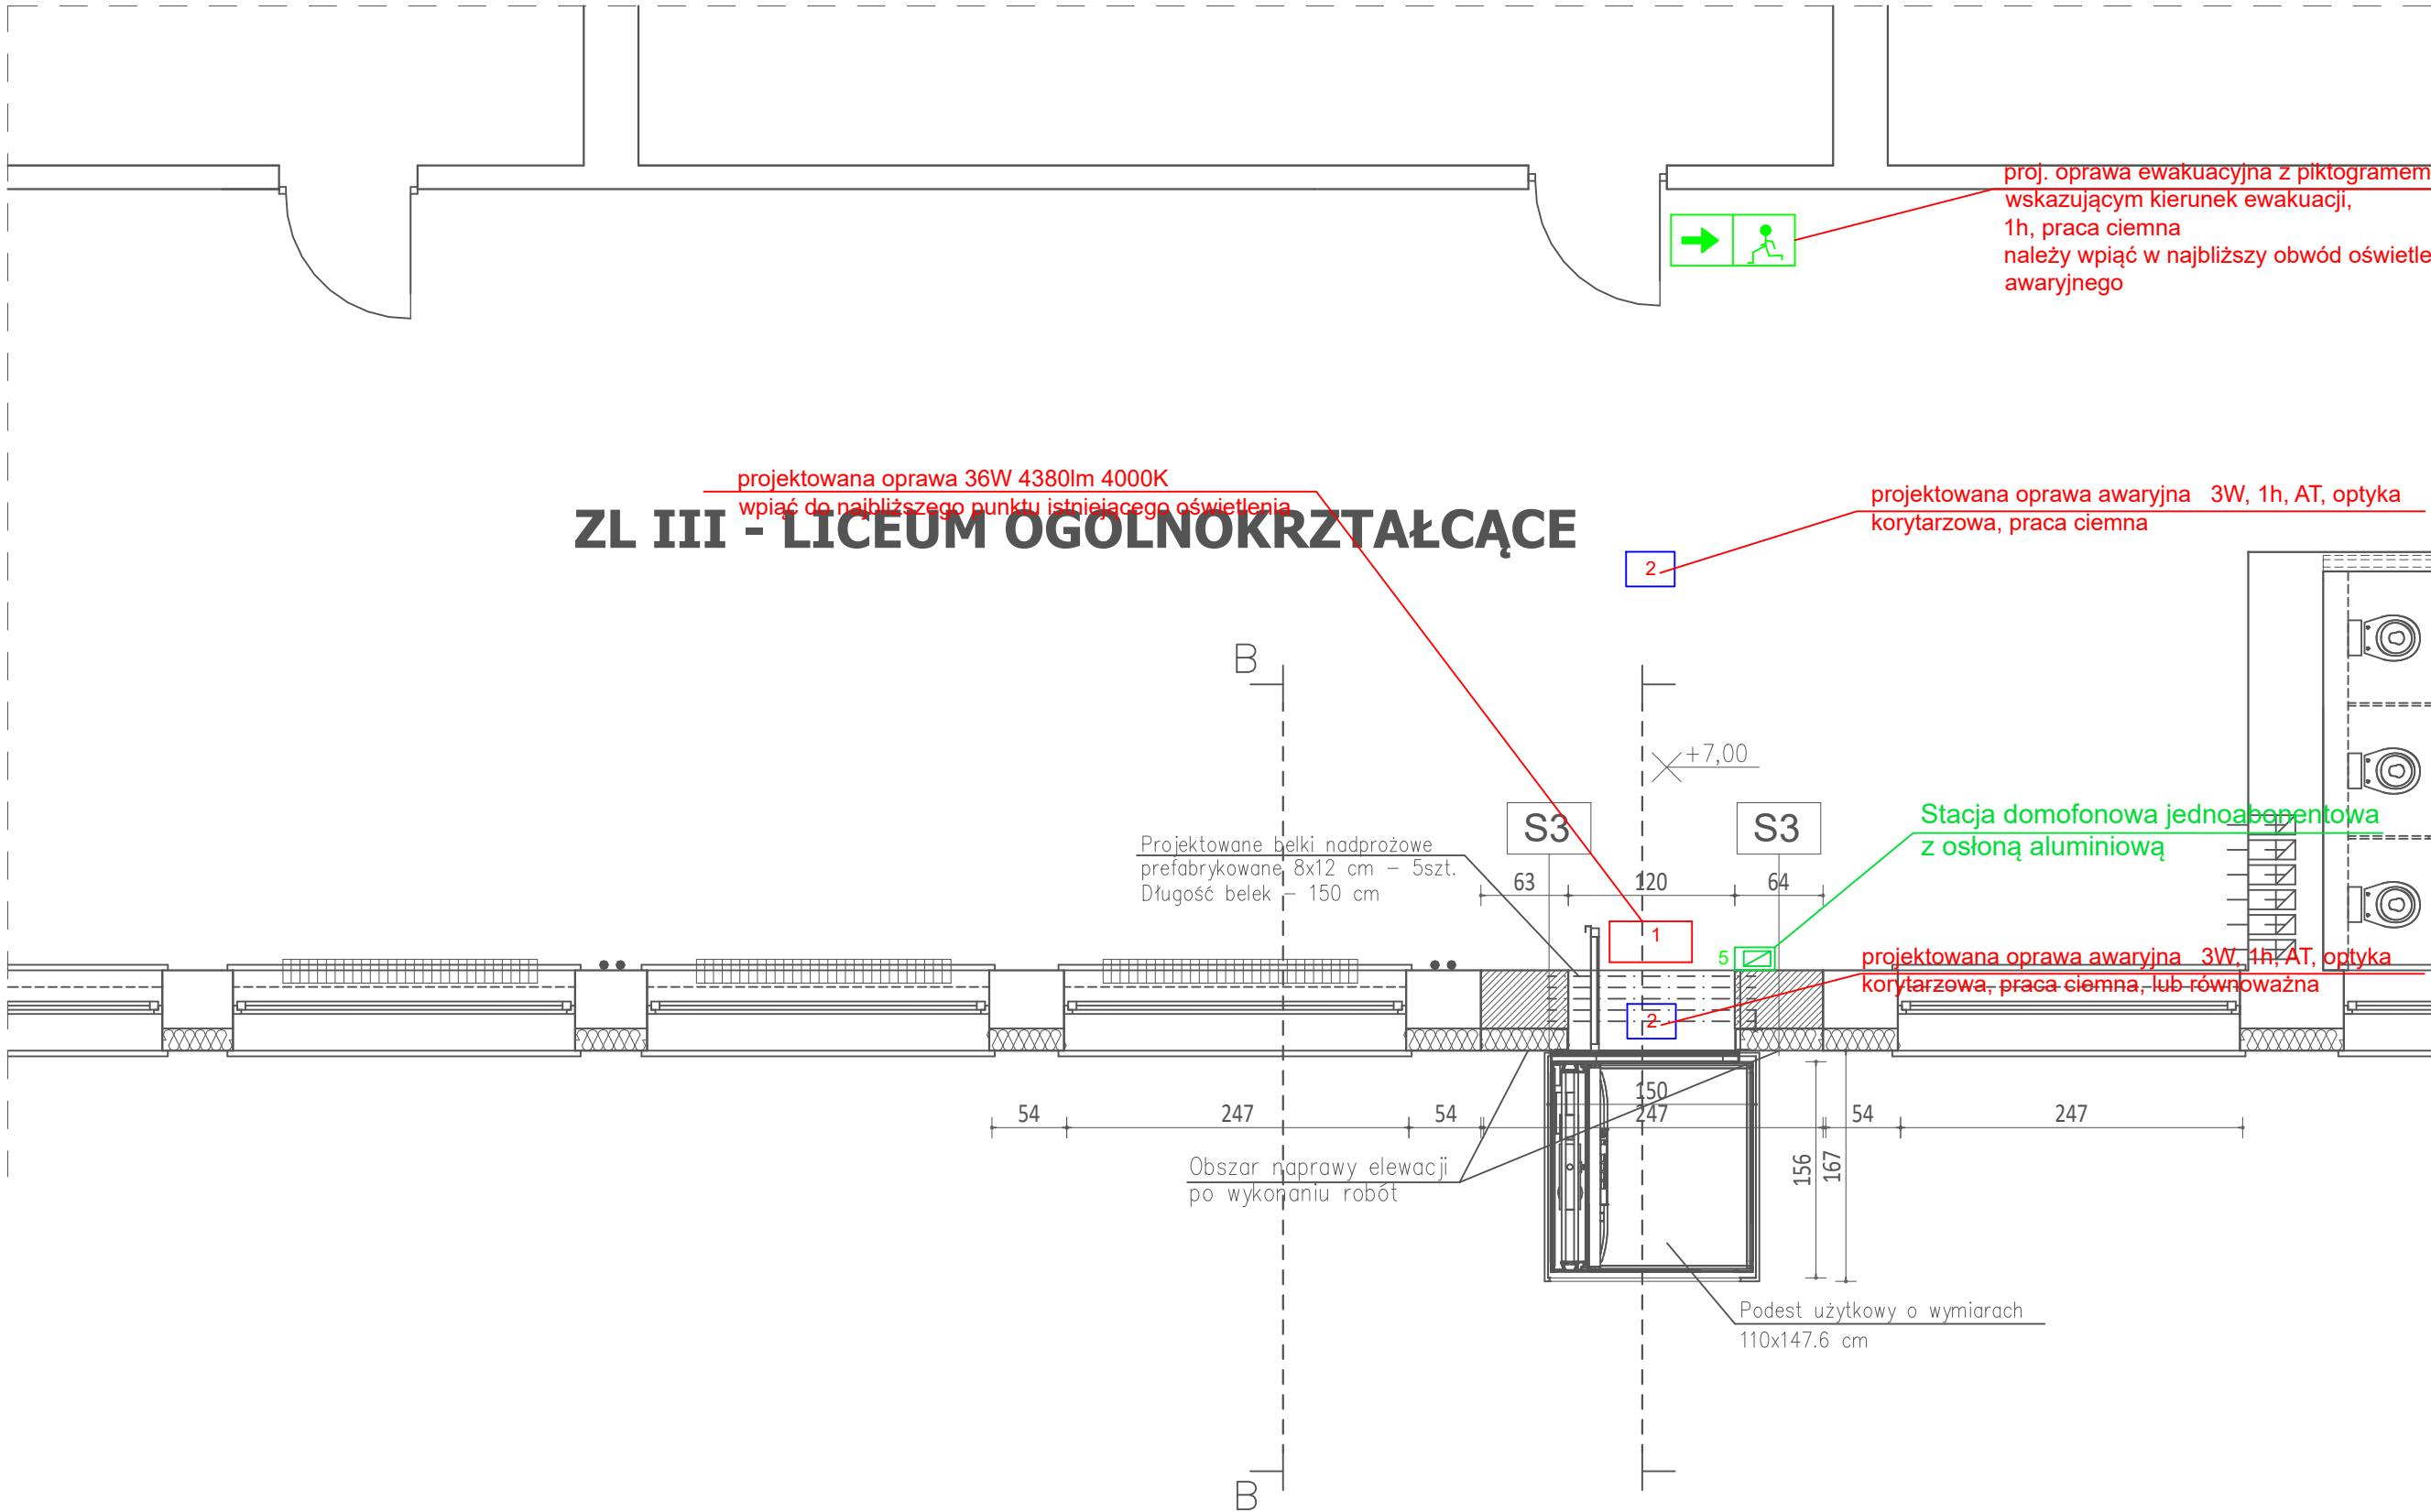 proj. oprawa ewakuacyjna z piktogramem
wskazującym kierunek ewakuacji,
1h, praca ciemna
należy wpiąć w najbliższy obwód oświetle
awaryjnego
projektowana oprawa 36W 4380lm 4000K
wpiąć do najbliższego punktu istniejącego oświetlenia
ZL III - LICEUM OGOLNOKRZTAŁCĄCE
projektowana oprawa awaryjna 3W, 1h, AT, optyka
korytarzowa, praca ciemna
2
B
+7,00
S3
S3
Stacja domofonowa jednoabonentowa
z osłoną aluminiową
Projektowane belki nadprożowe
prefabrykowane 8x12 cm – 5szt.
Długość belek – 150 cm
63
120
64
1
5
projektowana oprawa awaryjna 3W, 1h, AT, optyka
korytarzowa, praca ciemna, lub równoważna
2
150
54
247
54
247
54
247
156
167
Obszar naprawy elewacji
po wykonaniu robót
Podest użytkowy o wymiarach
110x147.6 cm
B